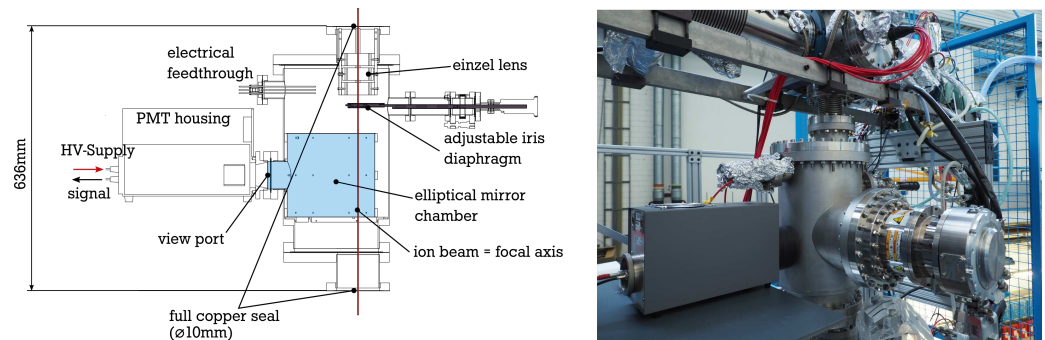 electrical
feedthrough
einzel lens
PMT housing
HV-Supply
signal
636mm
adjustable iris
diaphragm
elliptical mirror
chamber
view port
ion beam = focal axis
full copper seal
(ø10mm)